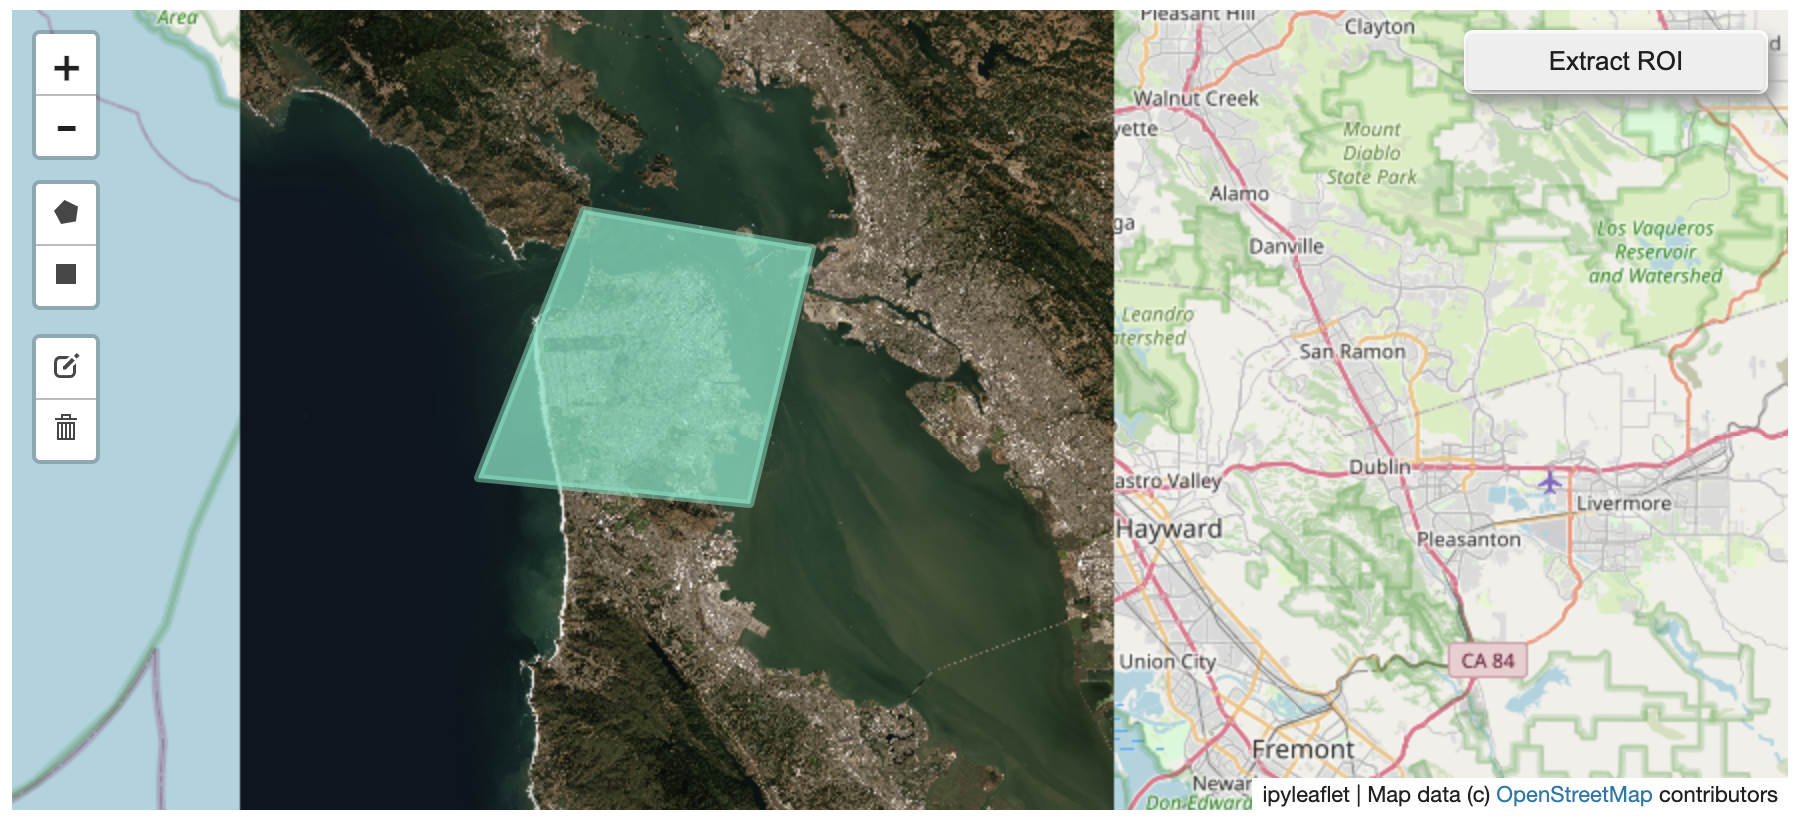 Area
+
-
Extract ROI
Pleasant Hill
Clayton
d
Walnut Creek
yette
Mount
Diablo
State Park
Alamo
ga
Danville
Los Vaqueros
Reservoir
and Watershed
Leandro
atershed
San Ramon
Dublin
astro Valley
Livermore
Hayward
Pleasanton
Union City
CA 84
Fremont
Newar
Don Edward
ipyleaflet | Map data (c) OpenStreetMap contributors